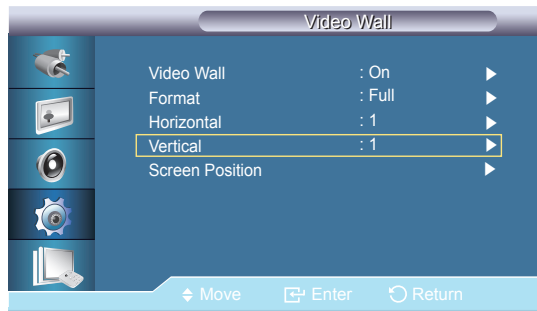 Video Wall
Video Wall : On
Format : Full
Horizontal : 1
Vertical : 1
Screen Position
Move Enter Return